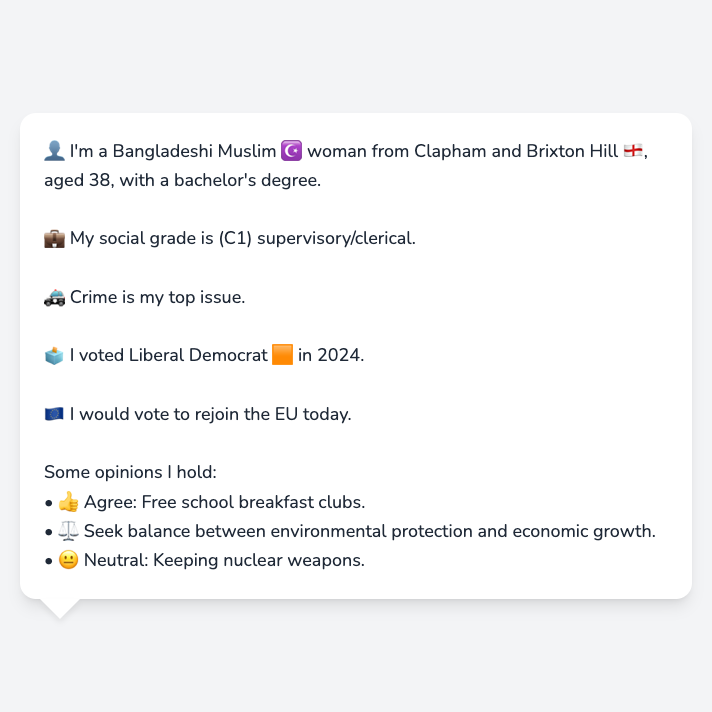 👤 I'm a Bangladeshi Muslim ☪️ woman from Clapham and Brixton Hill 🏴󠁧󠁢󠁥󠁮󠁧󠁿,
aged 38, with a bachelor's degree.
💼 My social grade is (C1) supervisory/clerical.
🚓 Crime is my top issue.
🗳️ I voted Liberal Democrat 🟧 in 2024.
🇪🇺 I would vote to rejoin the EU today.
Some opinions I hold:
• 👍 Agree: Free school breakfast clubs.
• ⚖️ Seek balance between environmental protection and economic growth.
• 😐 Neutral: Keeping nuclear weapons.